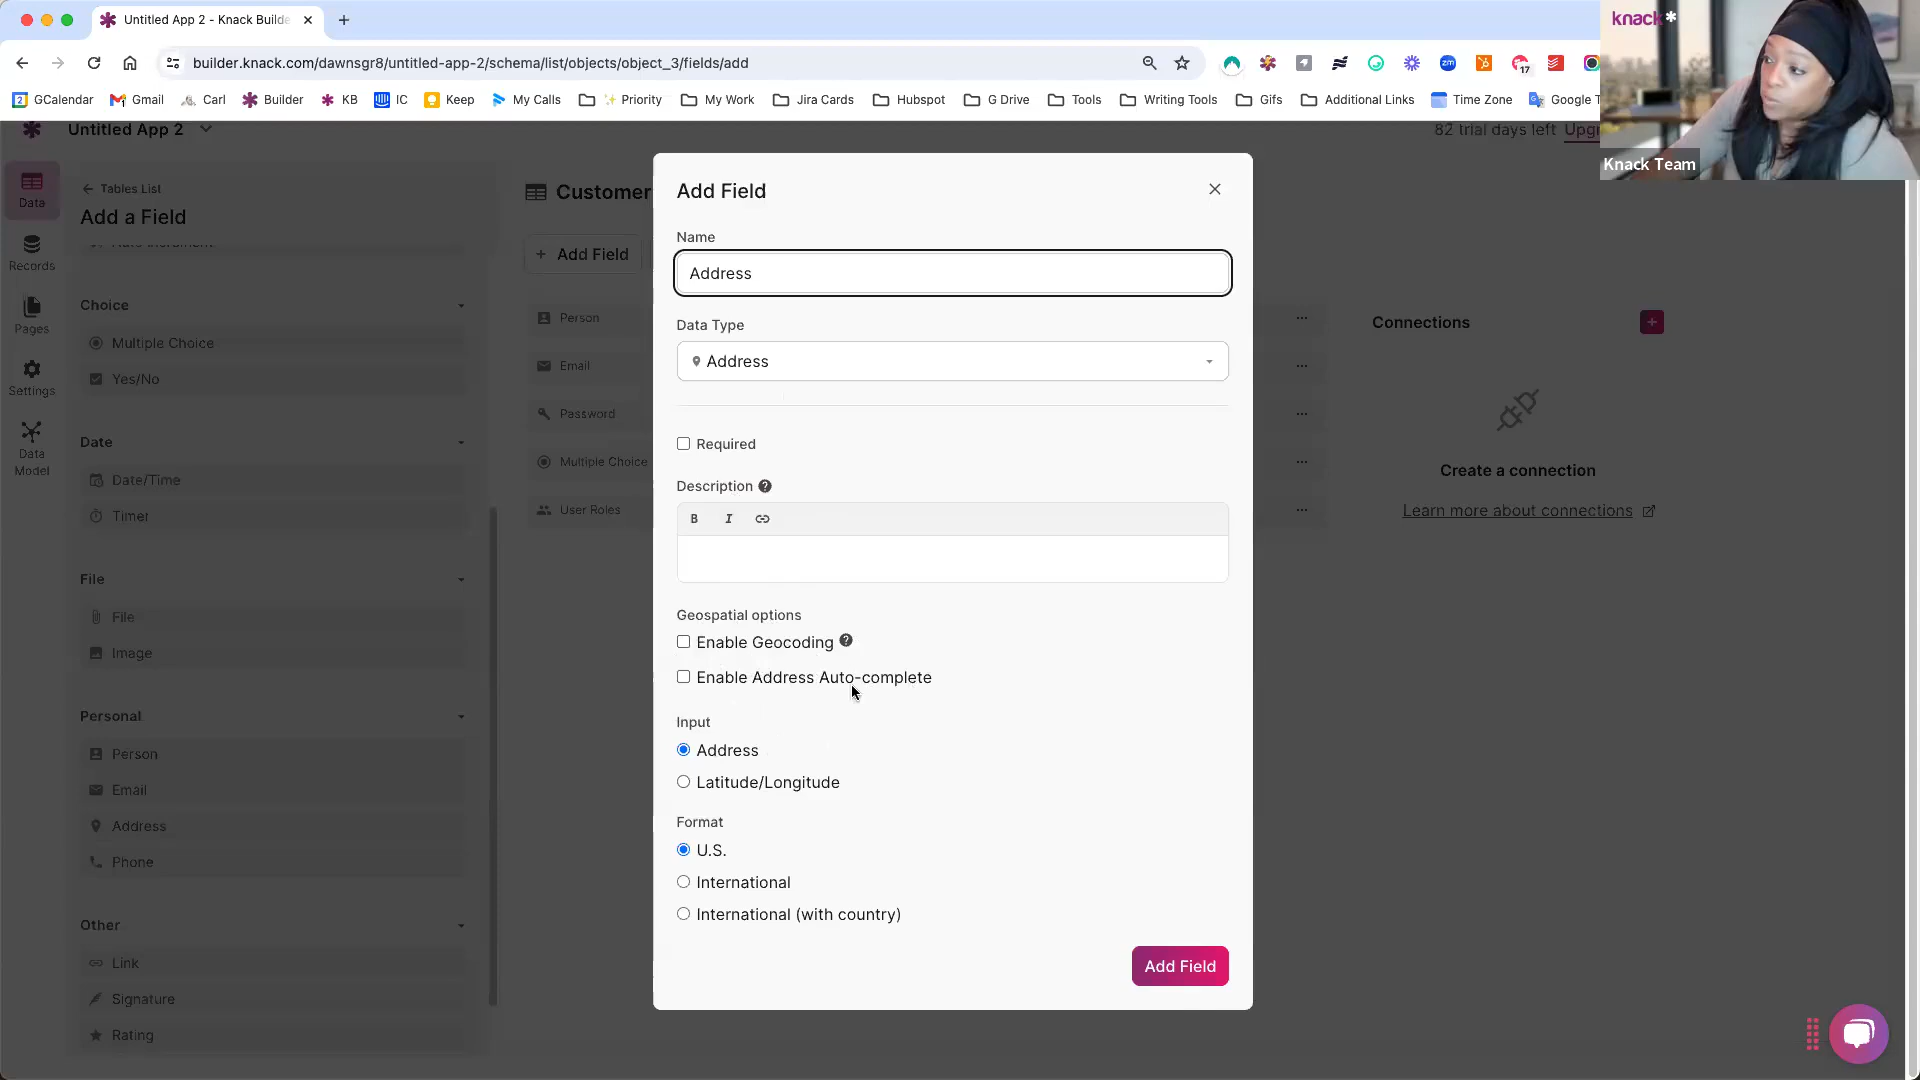 Untitled App 2 - Knack Builde
builder.knack.com/dawnsgr8/untitled-app-2/schema/list/objects/object_3/fields/add
17
zm
GCalendar
Gmail
Carl
Builder
KB
IC
Keep
My Calls
Priority
My Work
Jira Cards
Hubspot
G Drive
Tools
Writing Tools
Gifs
Additional Links
Time Zone
Google T
knack*
Knack Team
Untitled App 2
82 trial days left Upgr
Data
Records
Pages
Settings
Data Model
Tables List
Add a Field
Auto Increment
Choice
Multiple Choice
Yes/No
Date
Date/Time
Timer
File
File
Image
Personal
Person
Email
Address
Phone
Other
Link
Signature
Rating
Customer
+ Add Field
Person
Email
Password
Multiple Choice
User Roles
Add Field
Name
Address
Data Type
Address
Required
Description ?
B I
Geospatial options
Enable Geocoding ?
Enable Address Auto-complete
Input
Address
Latitude/Longitude
Format
U.S.
International
International (with country)
Add Field
Connections
+
Create a connection
Learn more about connections